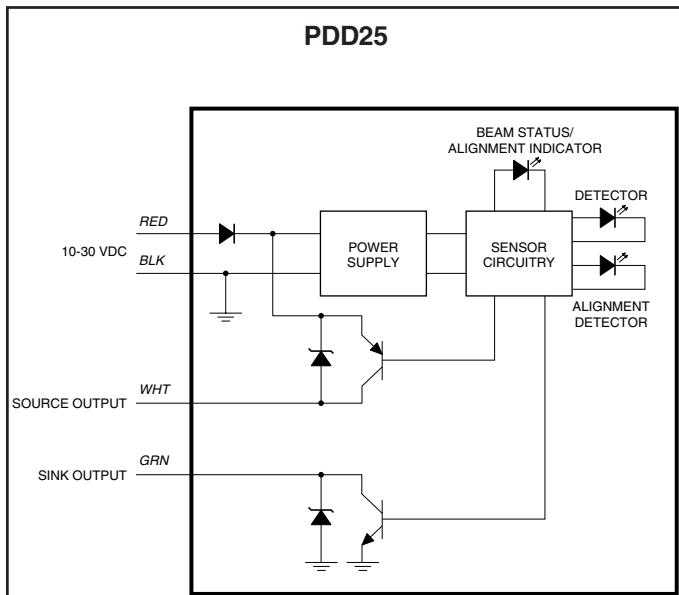 PDD25
BEAM STATUS/
ALIGNMENT INDICATOR
DETECTOR
RED
10-30 VDC
BLK
POWER
SUPPLY
SENSOR
CIRCUITRY
ALIGNMENT
DETECTOR
WHT
SOURCE OUTPUT
GRN
SINK OUTPUT